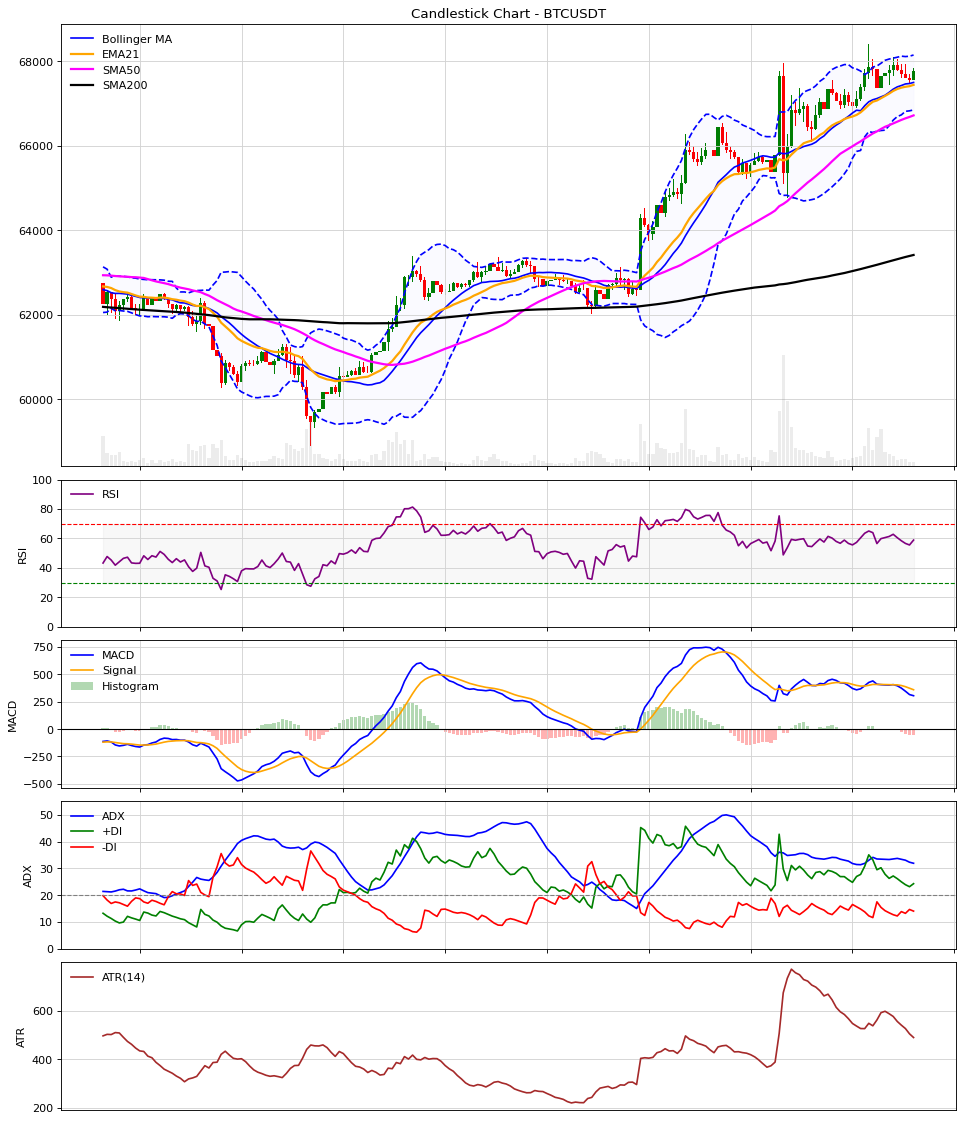 Candlestick Chart - BTCUSDT
Bollinger MA
EMA21
SMA50
SMA200
68000
66000
64000
62000
60000
RSI
RSI
100
80
60
40
20
0
MACD
Signal
Histogram
MACD
750
500
250
0
−250
−500
ADX
+DI
-DI
ADX
50
40
30
20
10
0
ATR(14)
ATR
600
400
200